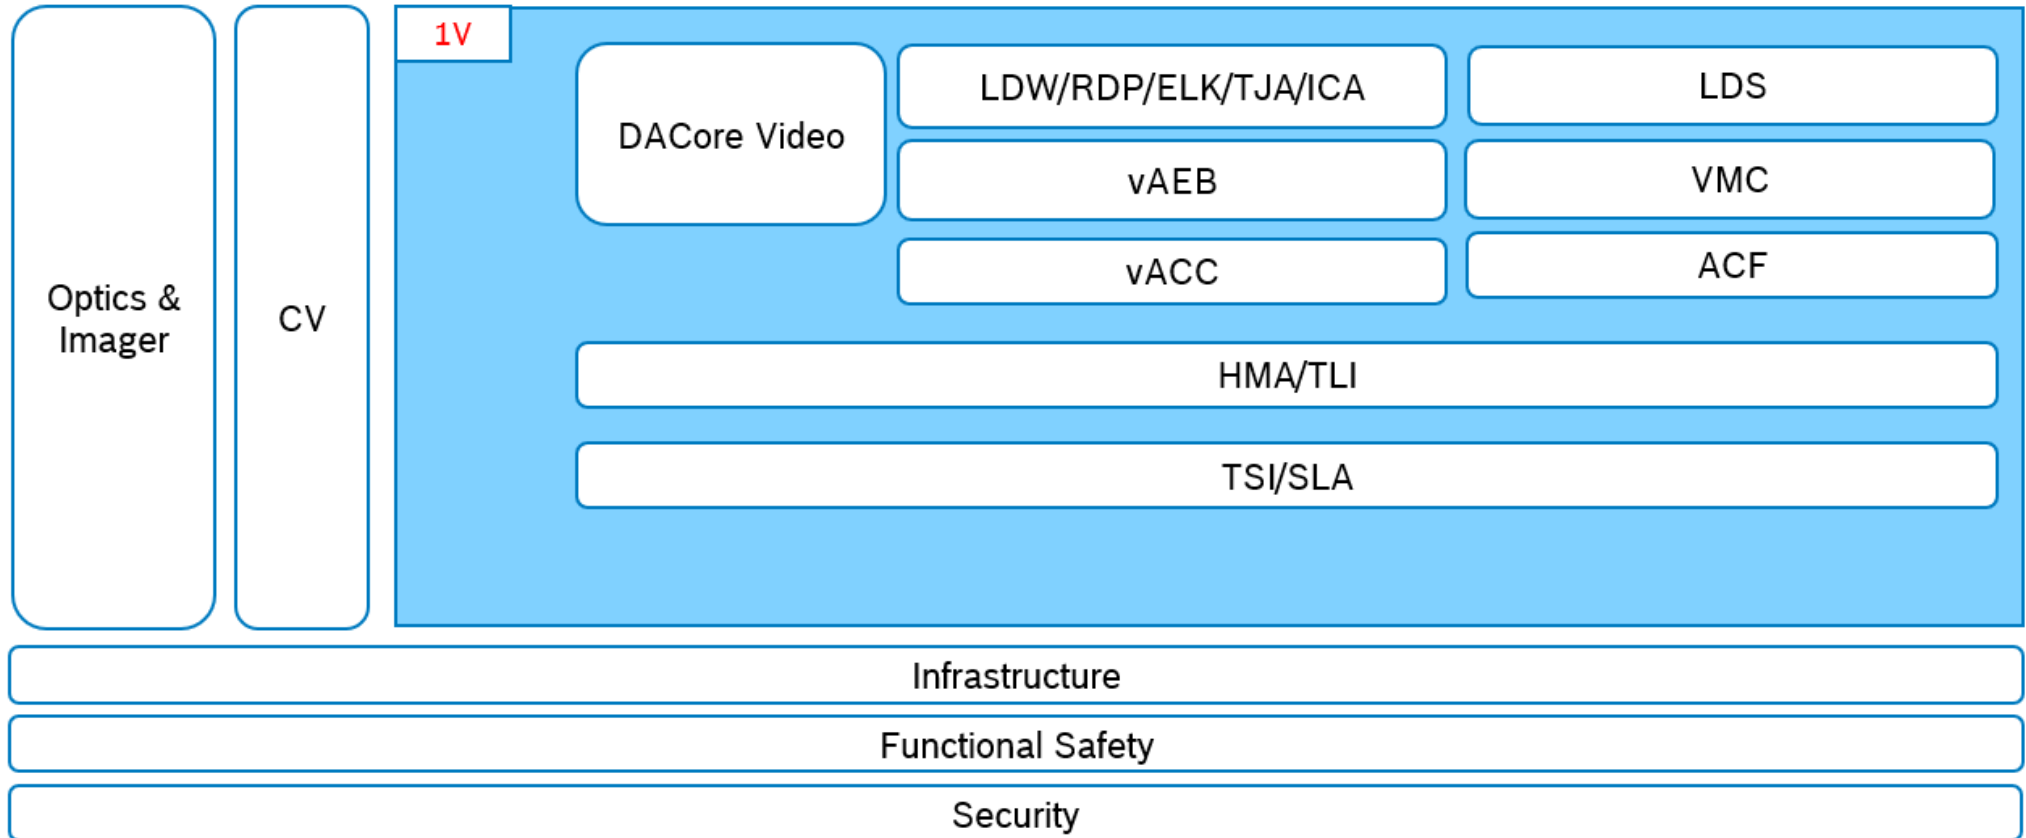 1V
Optics &
Imager
CV
DACore Video
LDW/RDP/ELK/TJA/ICA
LDS
vAEB
VMC
vACC
ACF
HMA/TLI
TSI/SLA
Infrastructure
Functional Safety
Security